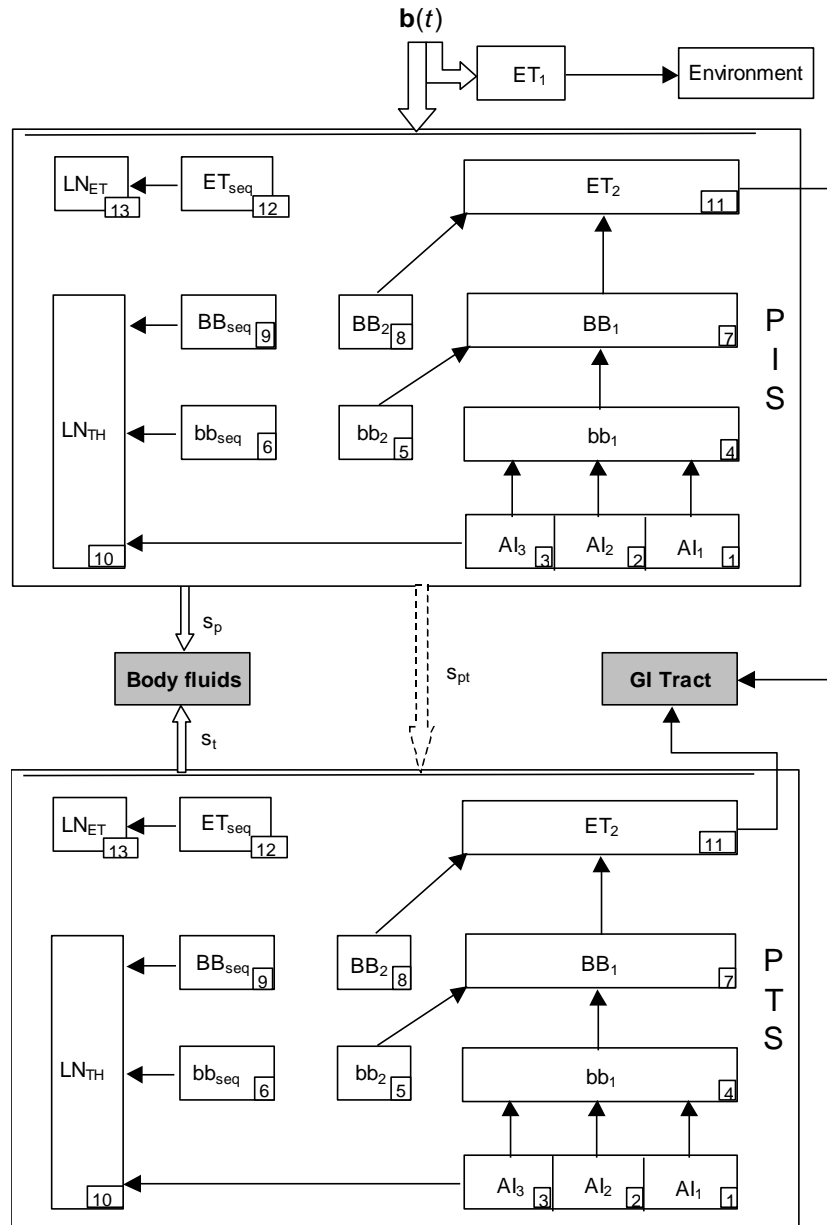 b(t)
ET1
Environment
LNET
13
ETseq
12
ET2
11
BBseq
9
BB2
8
BB1
7
PIS
LNTH
10
bbseq
6
bb2
5
bb1
4
AI3
3
AI2
2
AI1
1
sp
Body fluids
st
spt
GI Tract
LNET
13
ETseq
12
ET2
11
BBseq
9
BB2
8
BB1
7
PTS
LNTH
10
bbseq
6
bb2
5
bb1
4
AI3
3
AI2
2
AI1
1